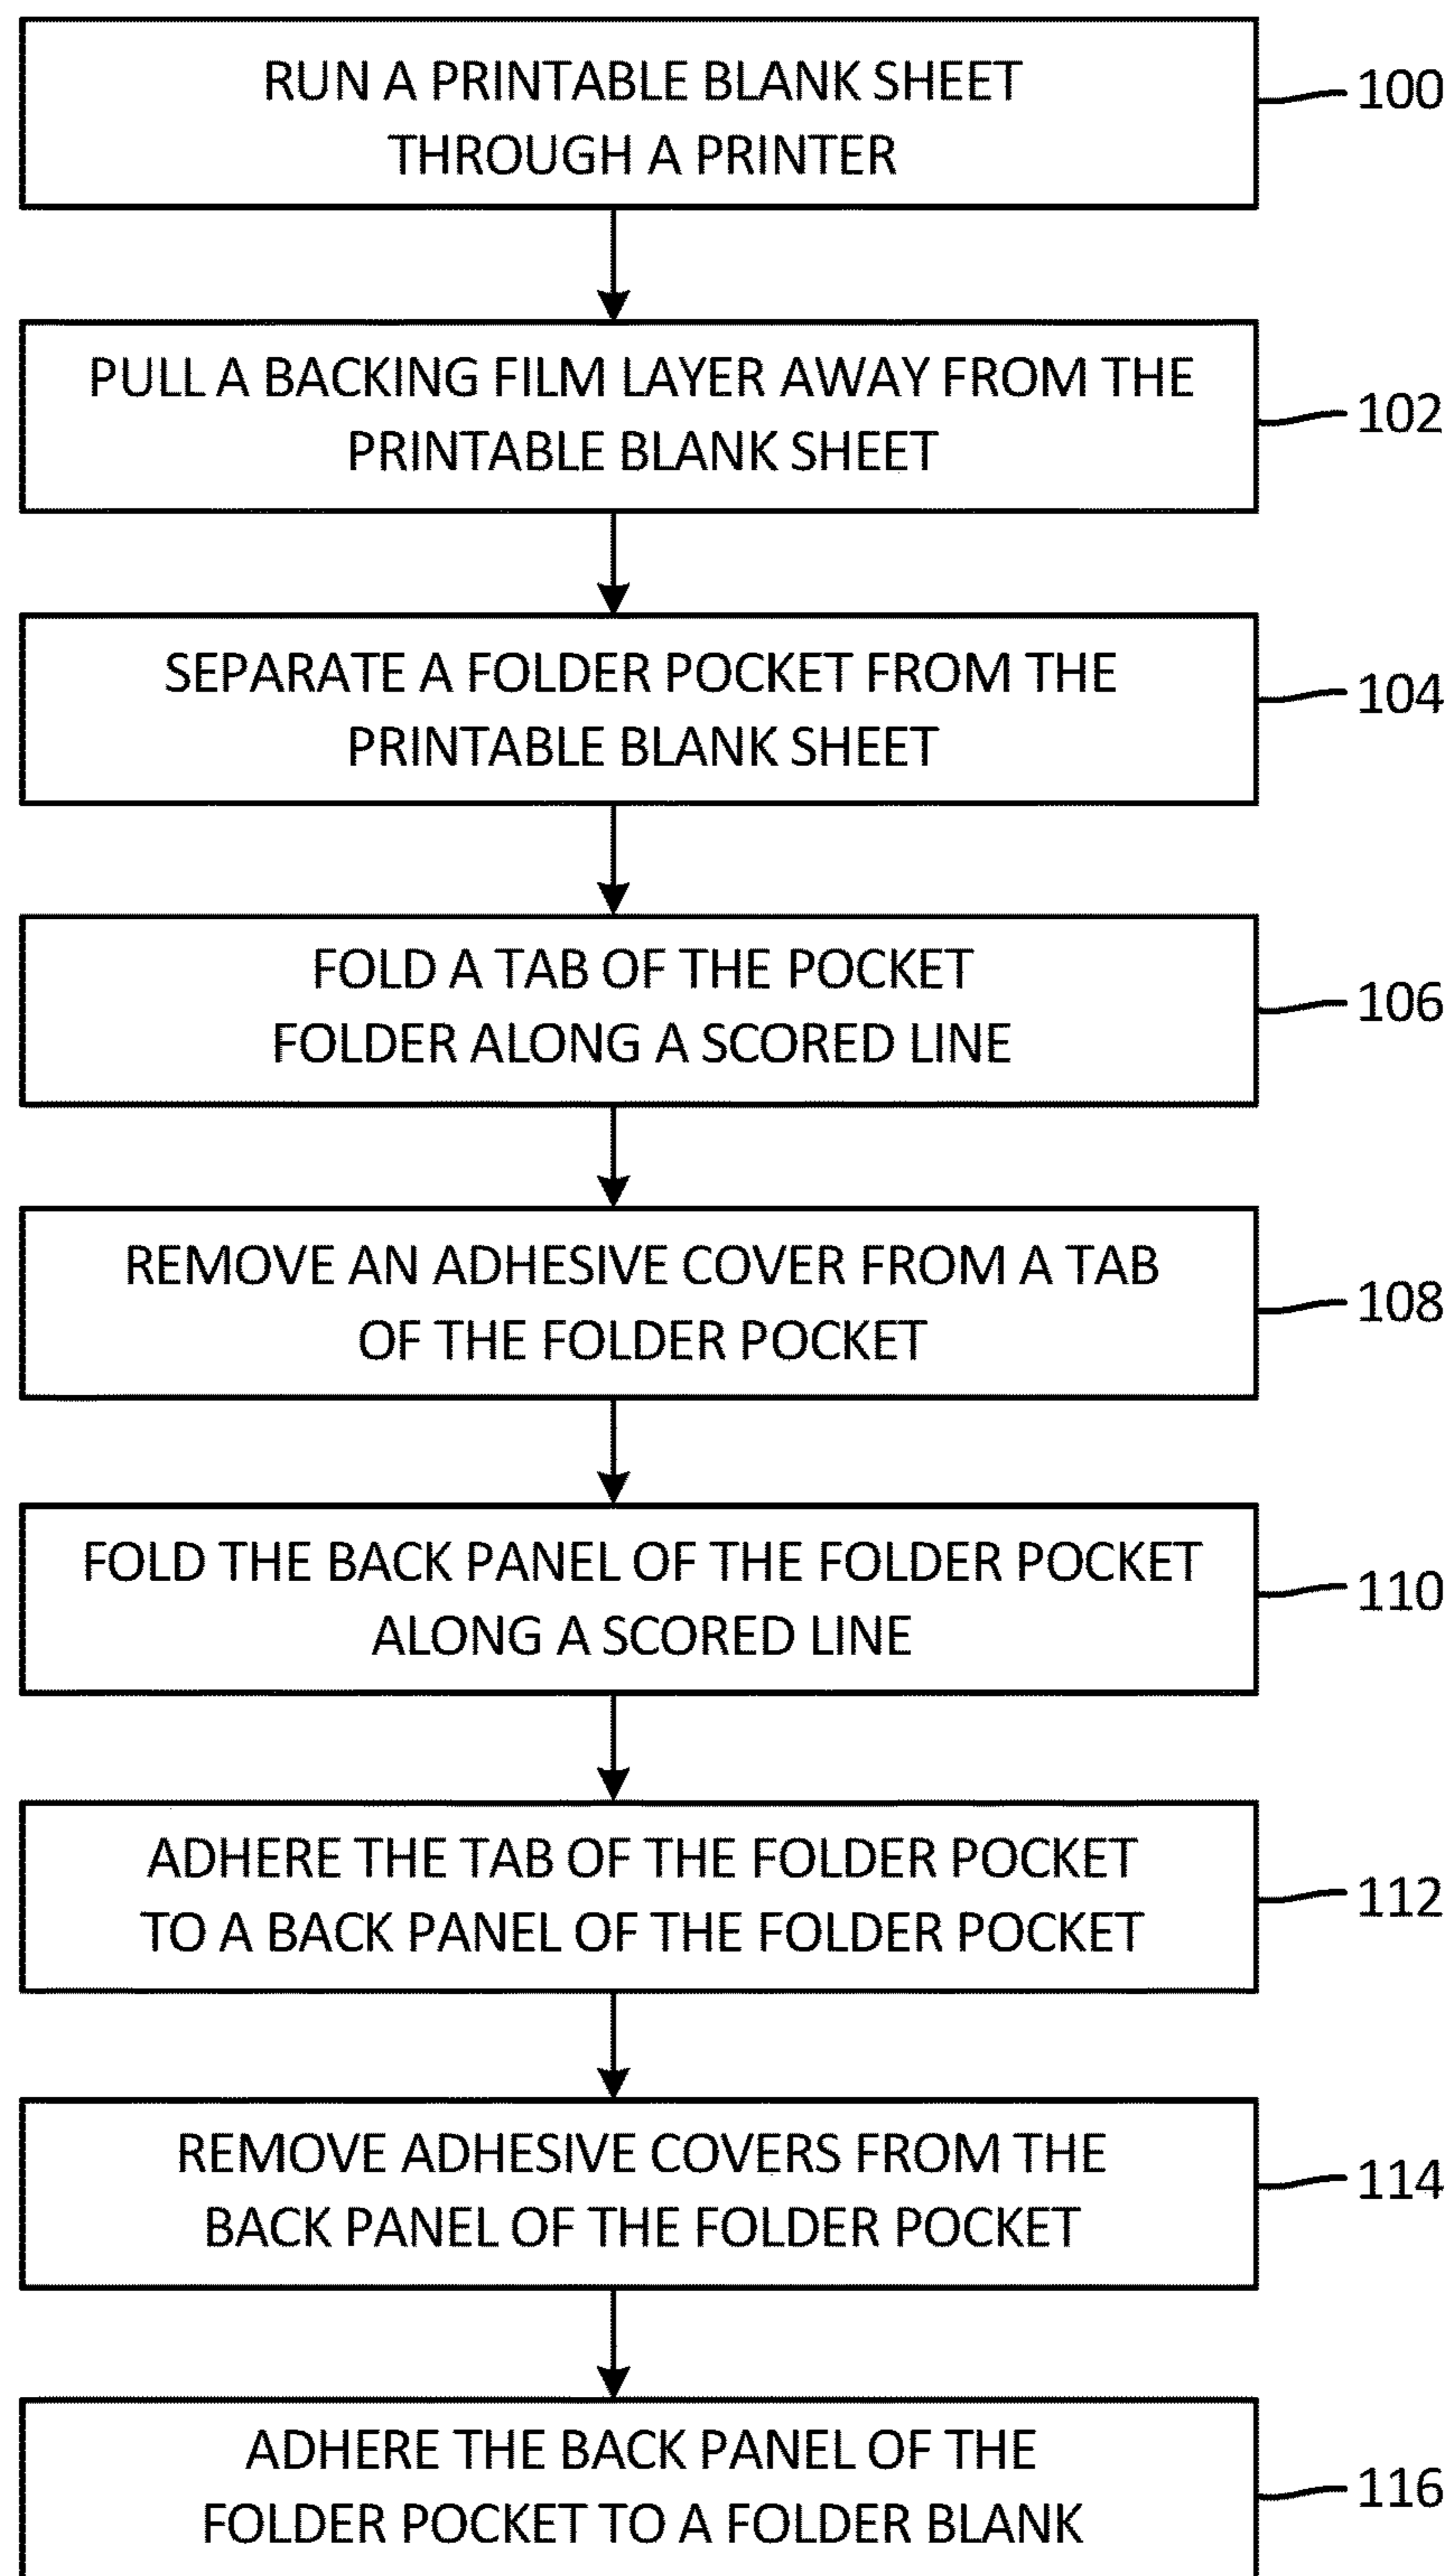 RUN A PRINTABLE BLANK SHEET
THROUGH A PRINTER
100
PULL A BACKING FILM LAYER AWAY FROM THE
PRINTABLE BLANK SHEET
102
SEPARATE A FOLDER POCKET FROM THE
PRINTABLE BLANK SHEET
104
FOLD A TAB OF THE POCKET
FOLDER ALONG A SCORED LINE
106
REMOVE AN ADHESIVE COVER FROM A TAB
OF THE FOLDER POCKET
108
FOLD THE BACK PANEL OF THE FOLDER POCKET
ALONG A SCORED LINE
110
ADHERE THE TAB OF THE FOLDER POCKET
TO A BACK PANEL OF THE FOLDER POCKET
112
REMOVE ADHESIVE COVERS FROM THE
BACK PANEL OF THE FOLDER POCKET
114
ADHERE THE BACK PANEL OF THE
FOLDER POCKET TO A FOLDER BLANK
116